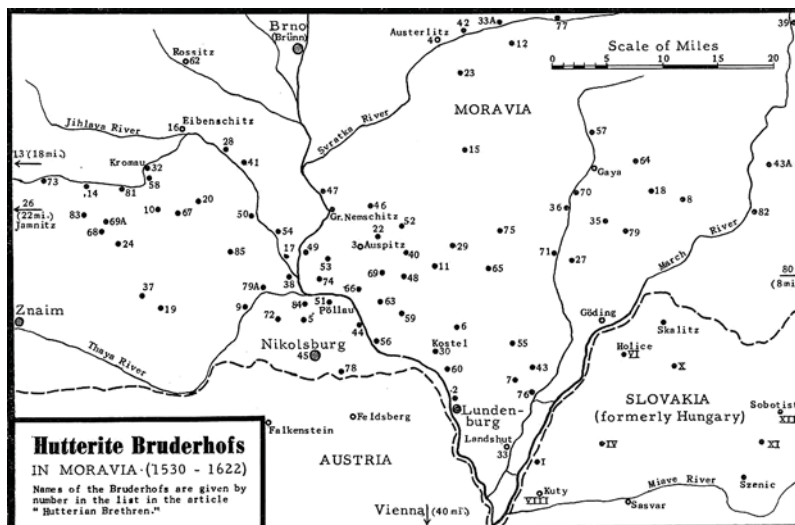 Brno
(Brünn)
Rossitz
62
Austerlitz
4
42
33A
77
12
39
Scale of Miles
0
5
10
15
20
23
MORAVIA
Jihlava River
16
Eibenschitz
Svratka River
28
41
15
57
13 (18 mi.)
Kromau
32
58
Gaya
64
43A
73
14
81
47
70
18
8
26
(22 mi.)
Jamnitz
83
69A
68
10
67
20
50
54
Gr. Nemschitz
46
52
22
36
35
79
March River
82
24
85
17
49
53
3
Auspitz
40
29
75
11
65
71
27
37
19
79A
38
74
69
48
66
80
(8 mi.)
Znaim
9
84
51
Pöllau
72
5
63
59
44
6
Göding
Skalitz
Thaya River
Nikolsburg
45
56
Kostel
30
55
Holice
VI
X
78
60
7
43
76
2
Lunden-
burg
SLOVAKIA
(formerly Hungary)
Sobotist
XII
Falkenstein
Feldsberg
Landshut
33
IV
XI
AUSTRIA
I
Miave River
Szenic
Kuty
VIII
Sasvar
Vienna
(40 mi.)
Hutterite Bruderhofs
IN MORAVIA (1530 - 1622)
Names of the Bruderhofs are given by
number in the list in the article
"Hutterian Brethren."